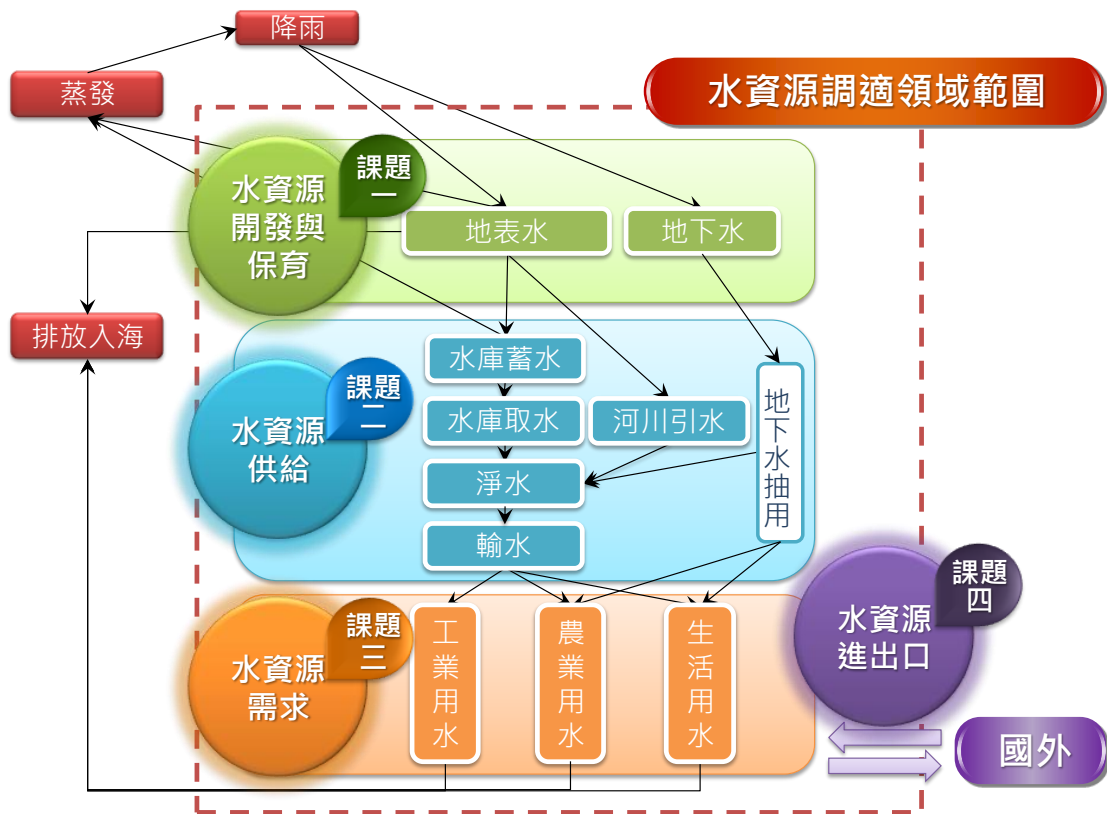 降雨
蒸發
水資源調適領域範圍
課題
一
水資源
開發與
保育
地表水
地下水
排放入海
課題
二
水資源
供給
水庫蓄水
水庫取水
河川引水
地下水抽用
淨水
輸水
課題
三
水資源
需求
工業用水
農業用水
生活用水
課題
四
水資源
進出口
國外